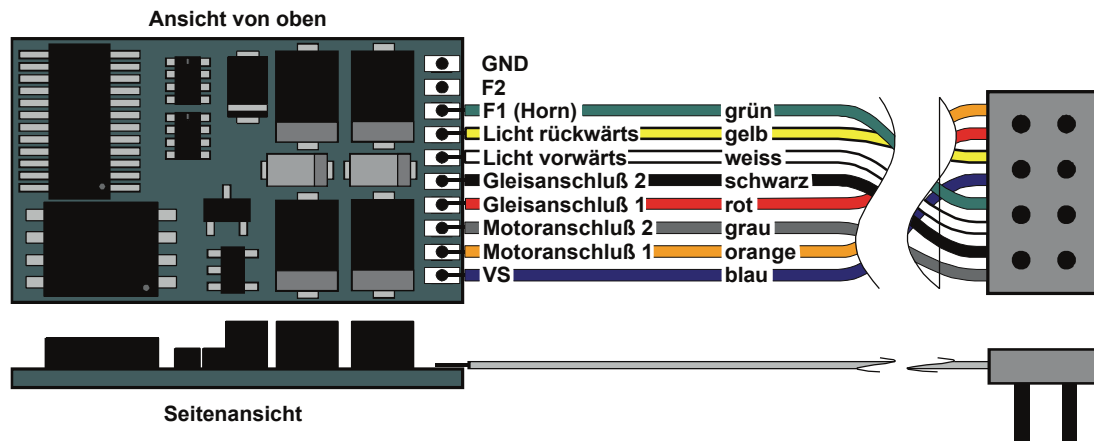 Ansicht von oben
GND
F2
F1 (Horn) grün
Licht rückwärts gelb
Licht vorwärts weiss
Gleisanschluß 2 schwarz
Gleisanschluß 1 rot
Motoranschluß 2 grau
Motoranschluß 1 orange
VS blau
Seitenansicht